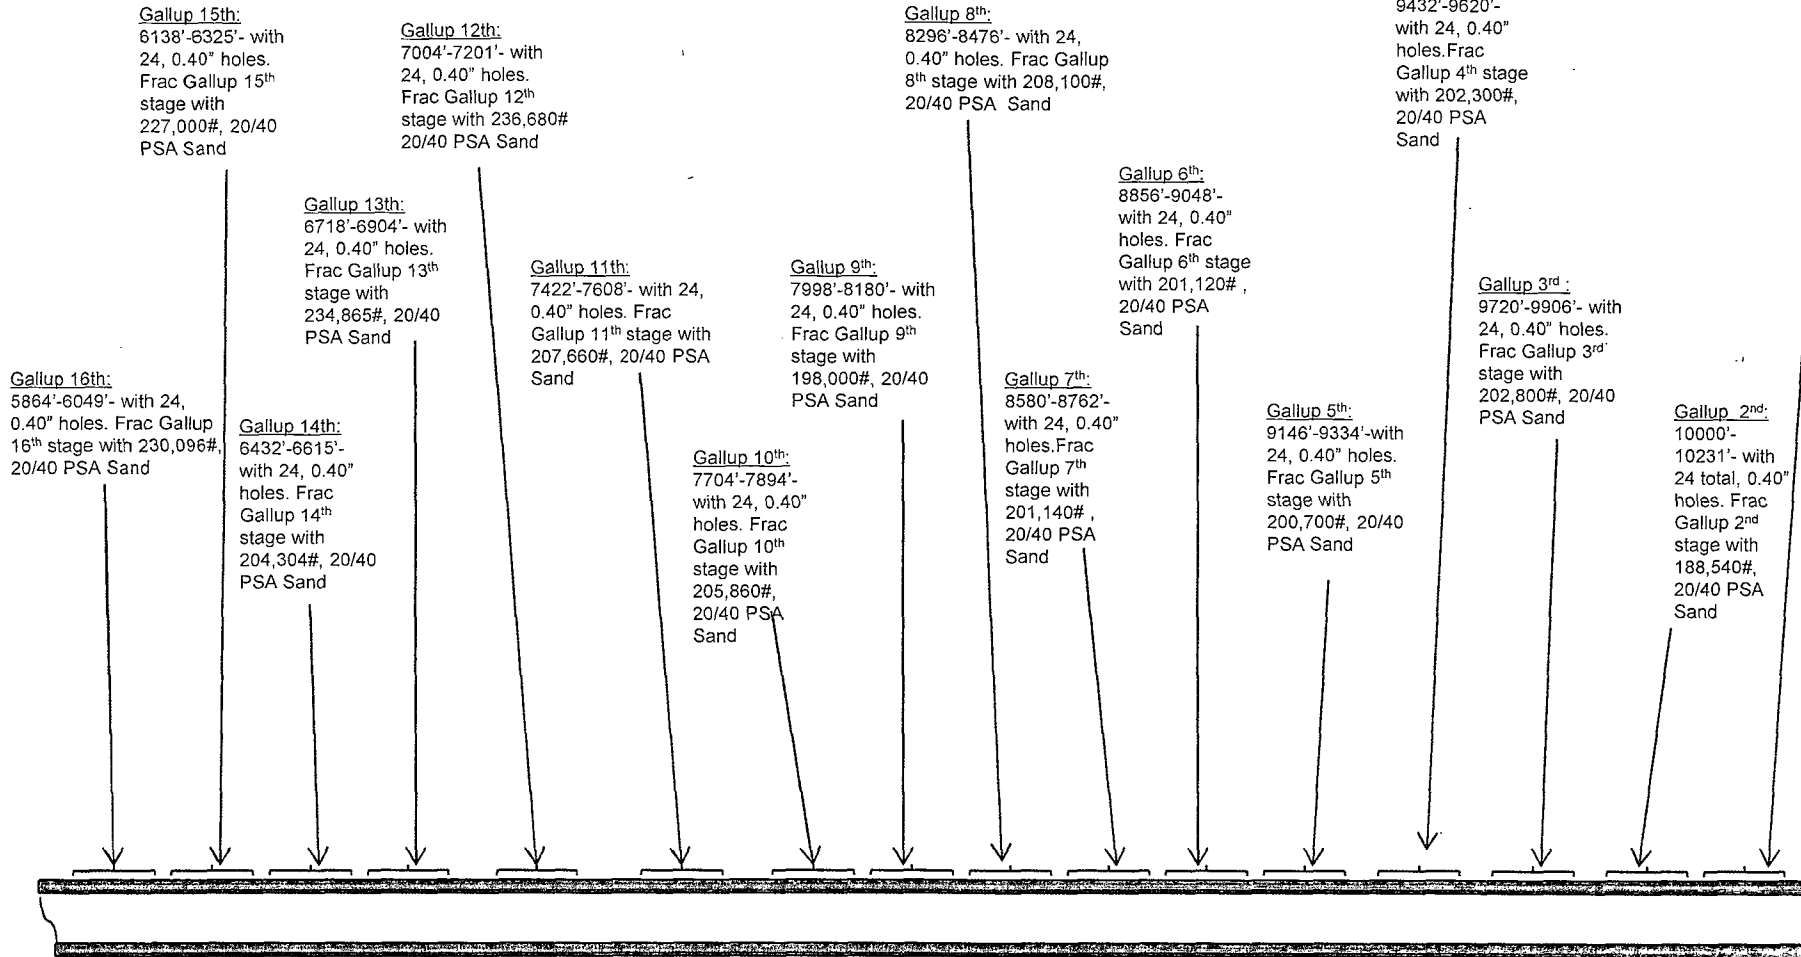 Gallup 15th:
6138'-6325'- with
24, 0.40" holes.
Frac Gallup 15th
stage with
227,000#, 20/40
PSA Sand
Gallup 12th:
7004'-7201'- with
24, 0.40" holes.
Frac Gallup 12th
stage with 236,680#
20/40 PSA Sand
Gallup 8th:
8296'-8476'- with 24,
0.40" holes. Frac Gallup
8th stage with 208,100#,
20/40 PSA Sand
9432'-9620'-
with 24, 0.40"
holes.Frac
Gallup 4th stage
with 202,300#,
20/40 PSA
Sand
Gallup 13th:
6718'-6904'- with
24, 0.40" holes.
Frac Gallup 13th
stage with
234,865#, 20/40
PSA Sand
Gallup 6th:
8856'-9048'-
with 24, 0.40"
holes. Frac
Gallup 6th stage
with 201,120# ,
20/40 PSA
Sand
Gallup 11th:
7422'-7608'- with 24,
0.40" holes. Frac
Gallup 11th stage with
207,660#, 20/40 PSA
Sand
Gallup 9th:
7998'-8180'- with
24, 0.40" holes.
Frac Gallup 9th
stage with
198,000#, 20/40
PSA Sand
Gallup 3rd :
9720'-9906'- with
24, 0.40" holes.
Frac Gallup 3rd
stage with
202,800#, 20/40
PSA Sand
Gallup 16th:
5864'-6049'- with 24,
0.40" holes. Frac Gallup
16th stage with 230,096#,
20/40 PSA Sand
Gallup 14th:
6432'-6615'-
with 24, 0.40"
holes. Frac
Gallup 14th
stage with
204,304#, 20/40
PSA Sand
Gallup 10th:
7704'-7894'-
with 24, 0.40"
holes. Frac
Gallup 10th
stage with
205,860#,
20/40 PSA
Sand
Gallup 7th:
8580'-8762'-
with 24, 0.40"
holes.Frac
Gallup 7th
stage with
201,140# ,
20/40 PSA
Sand
Gallup 5th:
9146'-9334'-with
24, 0.40" holes.
Frac Gallup 5th
stage with
200,700#, 20/40
PSA Sand
Gallup 2nd:
10000'-
10231'- with
24 total, 0.40"
holes. Frac
Gallup 2nd
stage with
188,540#,
20/40 PSA
Sand